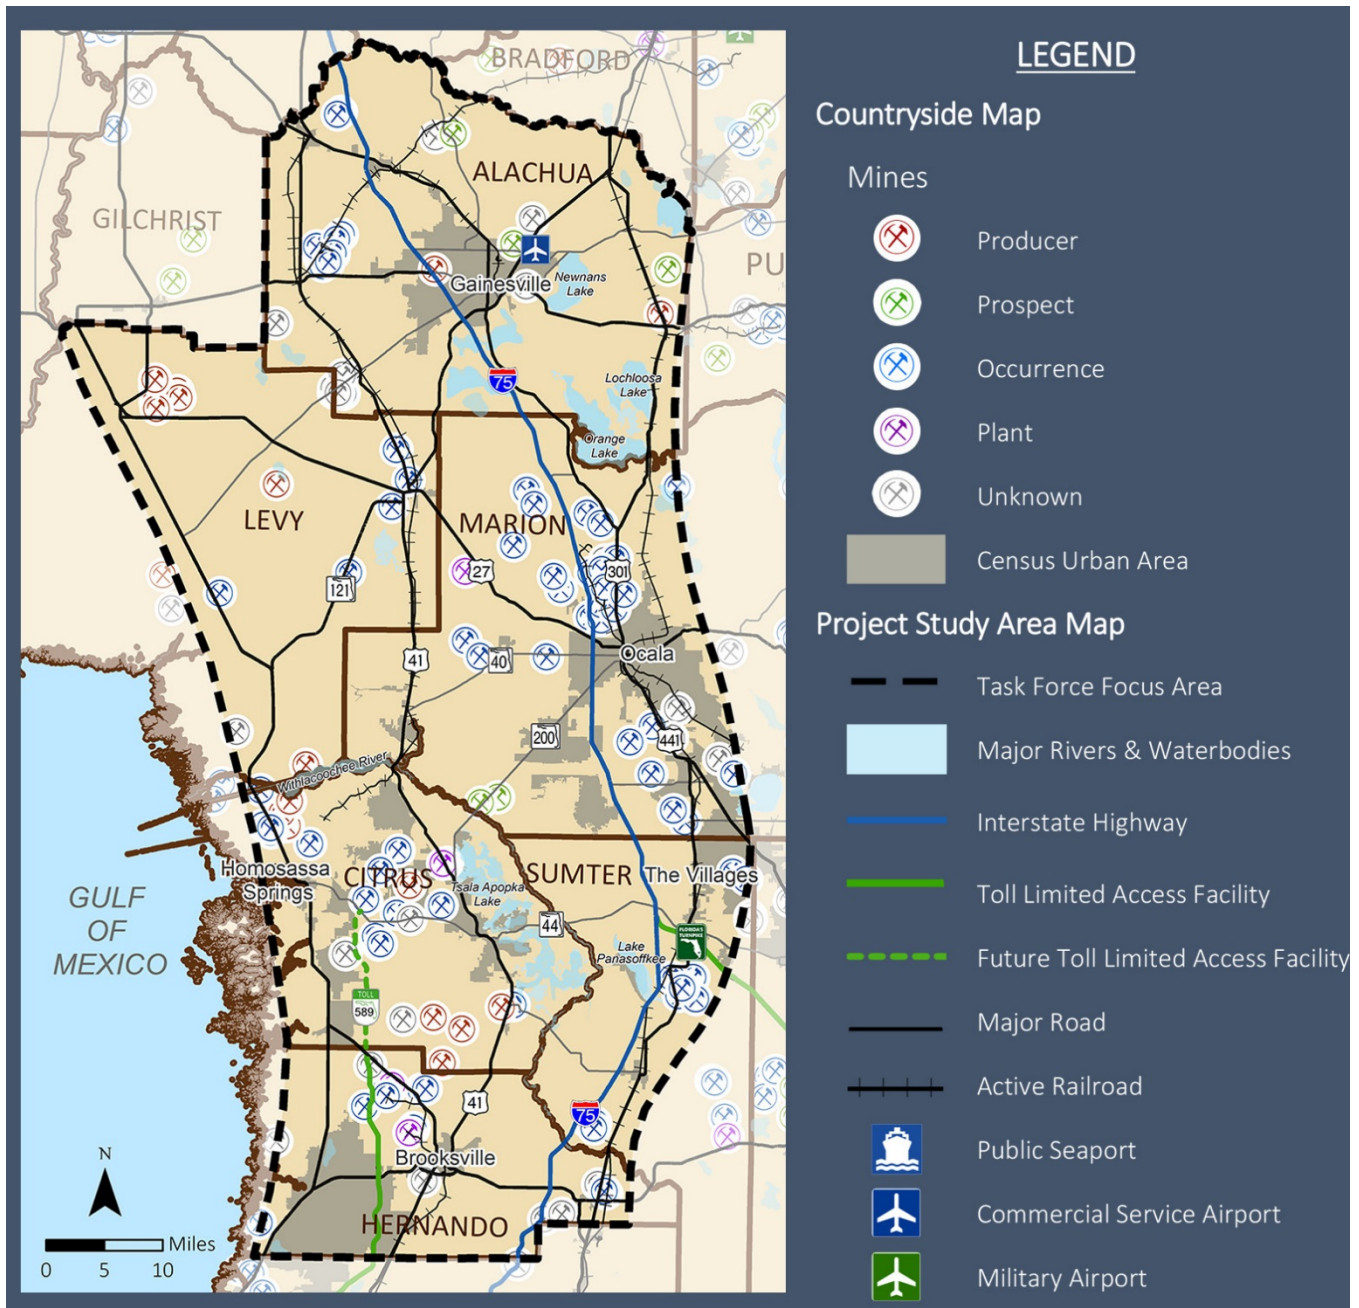 BRADFORD
ALACHUA
GILCHRIST
PU
Gainesville
Newnans
Lake
75
Lochloosa
Lake
Orange
Lake
LEVY
MARION
27
301
121
41
40
Ocala
200
441
Withlacoochee River
Homosassa
Springs
CITRUS
Tsala Apopka
Lake
SUMTER
The Villages
GULF
OF
MEXICO
44
Lake
Panasoffkee
FLORIDA'S
TURNPIKE
TOLL
589
41
75
Brooksville
HERNANDO
N
Miles
0 5 10
LEGEND
Countryside Map
Mines
Producer
Prospect
Occurrence
Plant
Unknown
Census Urban Area
Project Study Area Map
Task Force Focus Area
Major Rivers & Waterbodies
Interstate Highway
Toll Limited Access Facility
Future Toll Limited Access Facility
Major Road
Active Railroad
Public Seaport
Commercial Service Airport
Military Airport